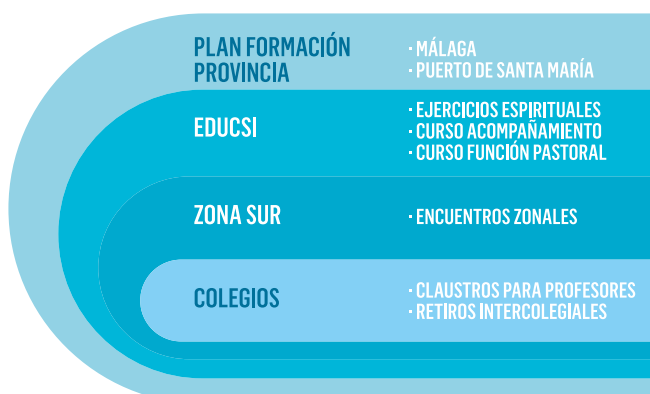 PLAN FORMACIÓN
PROVINCIA
· MÁLAGA
· PUERTO DE SANTA MARÍA
EDUCSI
· EJERCICIOS ESPIRITUALES
· CURSO ACOMPAÑAMIENTO
· CURSO FUNCIÓN PASTORAL
ZONA SUR
· ENCUENTROS ZONALES
COLEGIOS
· CLAUSTROS PARA PROFESORES
· RETIROS INTERCOLEGIALES